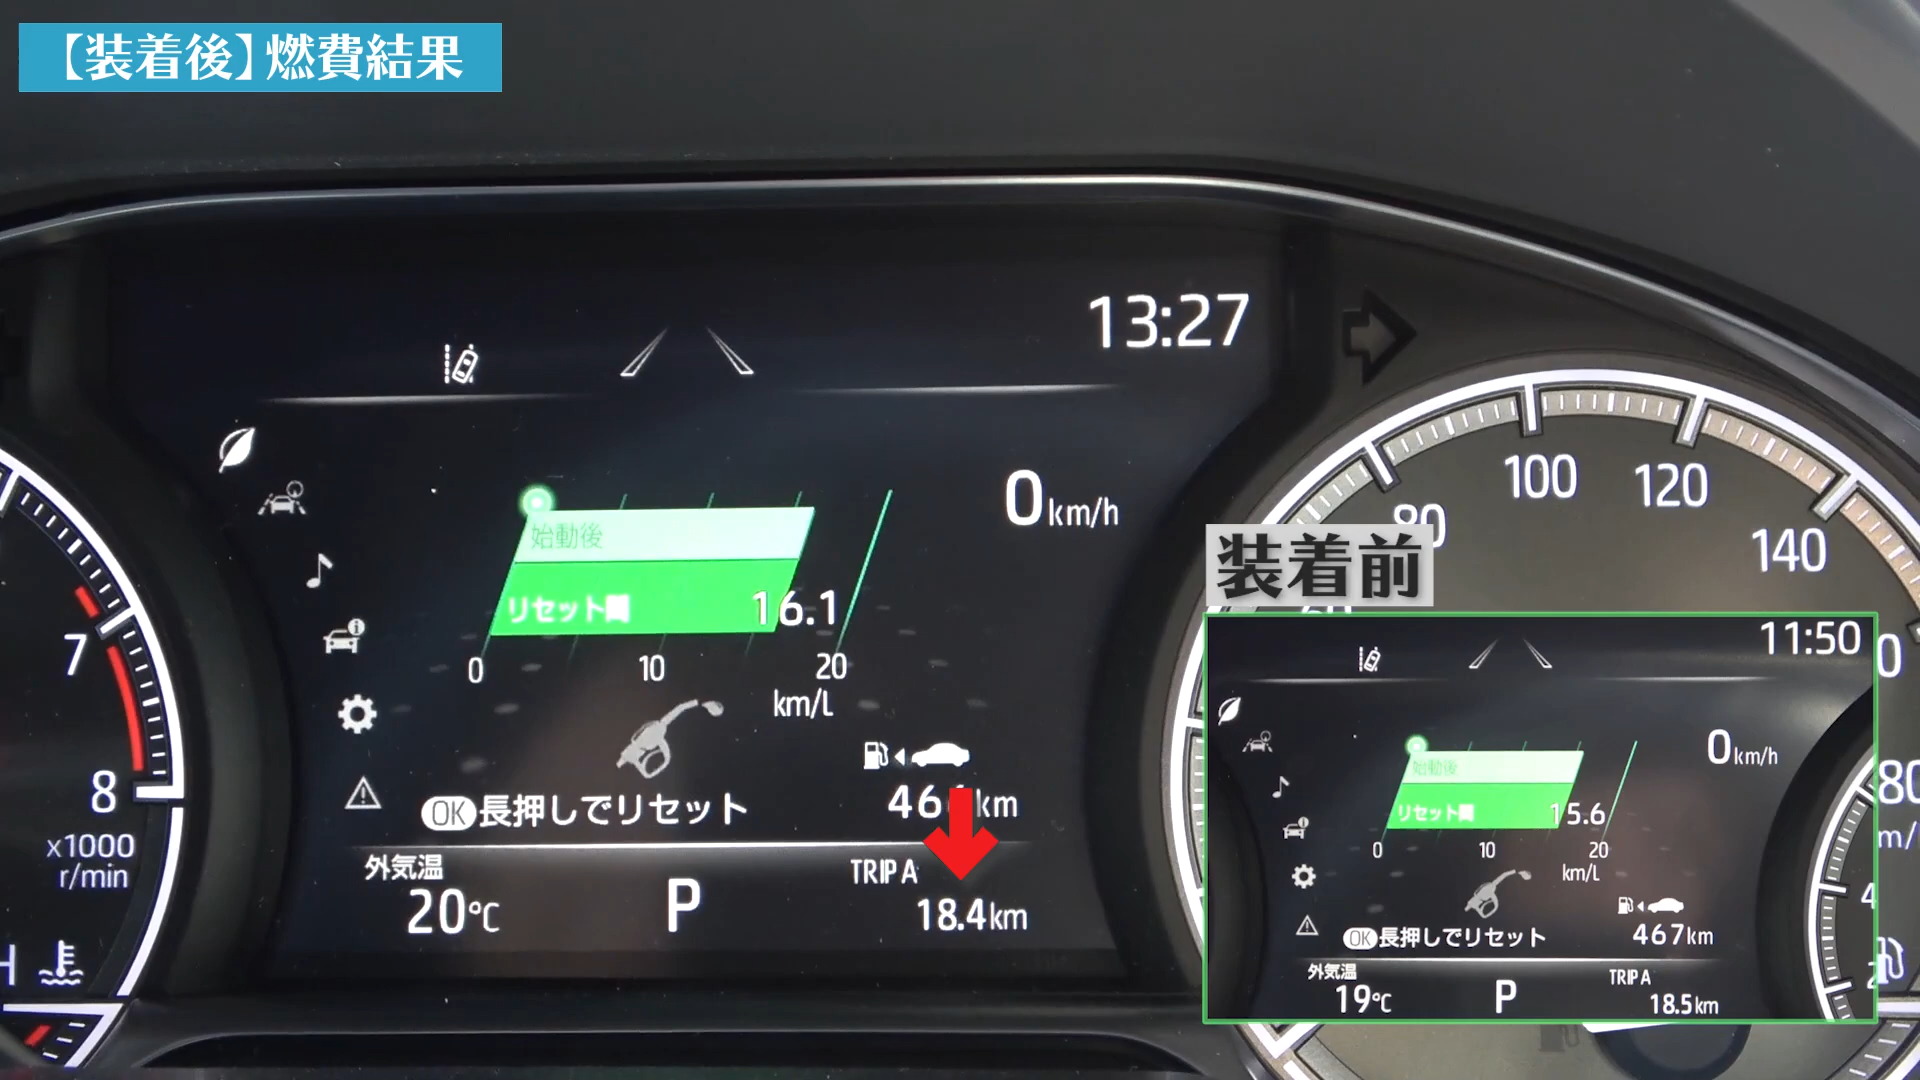 【装着後】燃費結果
13:27
0km/h
始動後
リセット間 16.1
0 10 20
km/L
km
OK 長押しでリセット
外気温
20℃
P
TRIP A
18.4km
7
8
x1000
r/min
H
80
100
120
140
装着前
11:50
0km/h
始動後
リセット間 15.6
0 10 20
km/L
467km
OK 長押しでリセット
外気温
19℃
P
TRIP A
18.5km
80